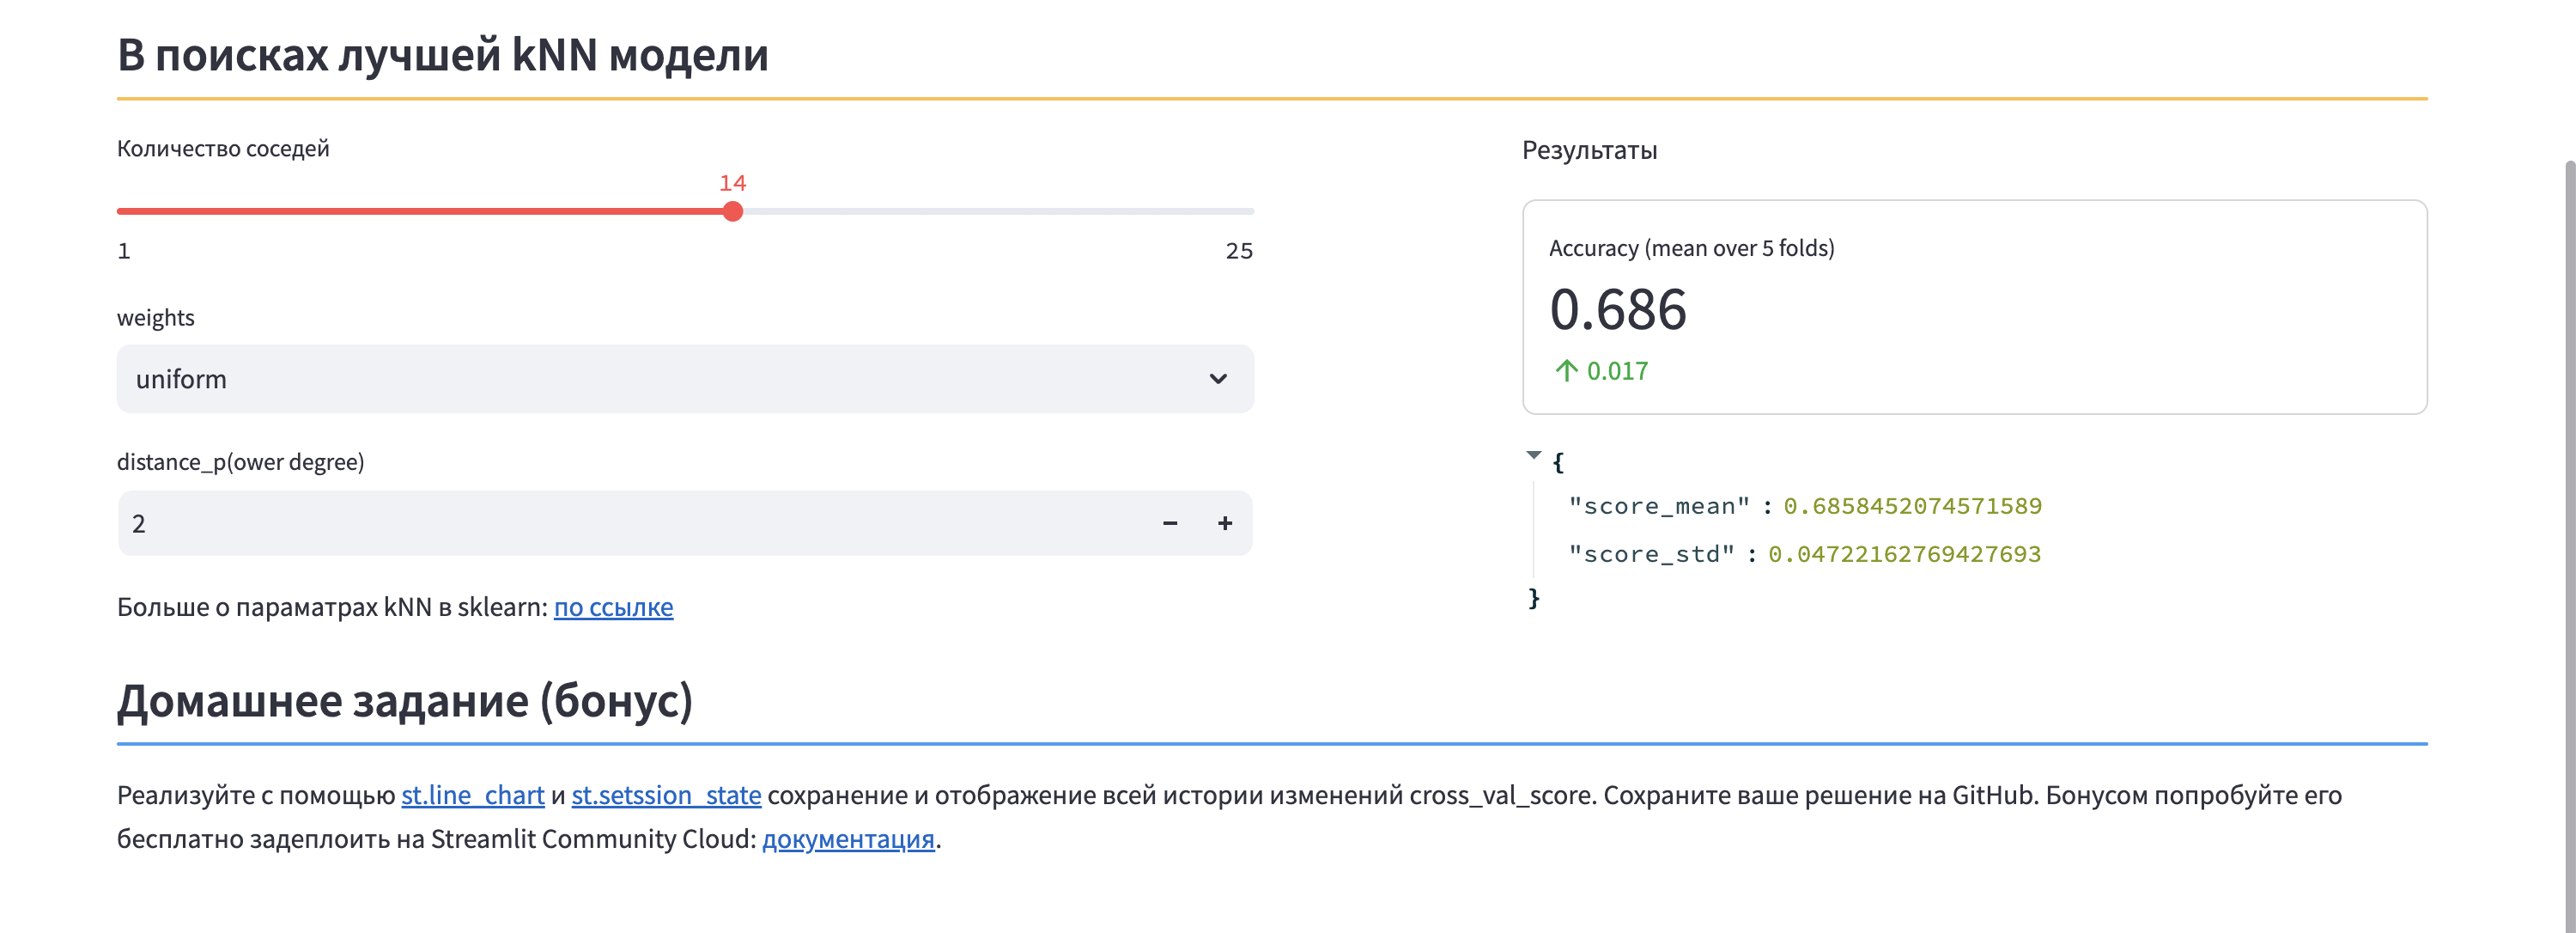 В поисках лучшей kNN модели
Количество соседей
14
1
25
weights
uniform
distance_p(ower degree)
2
Больше о параматрах kNN в sklearn: по ссылке
Результаты
Accuracy (mean over 5 folds)
0.686
0.017
{
"score_mean" : 0.6858452074571589
"score_std" : 0.04722162769427693
}
Домашнее задание (бонус)
Реализуйте с помощью st.line_chart и st.setssion_state сохранение и отображение всей истории изменений cross_val_score. Сохраните ваше решение на GitHub. Бонусом попробуйте его
бесплатно задеплоить на Streamlit Community Cloud: документация.